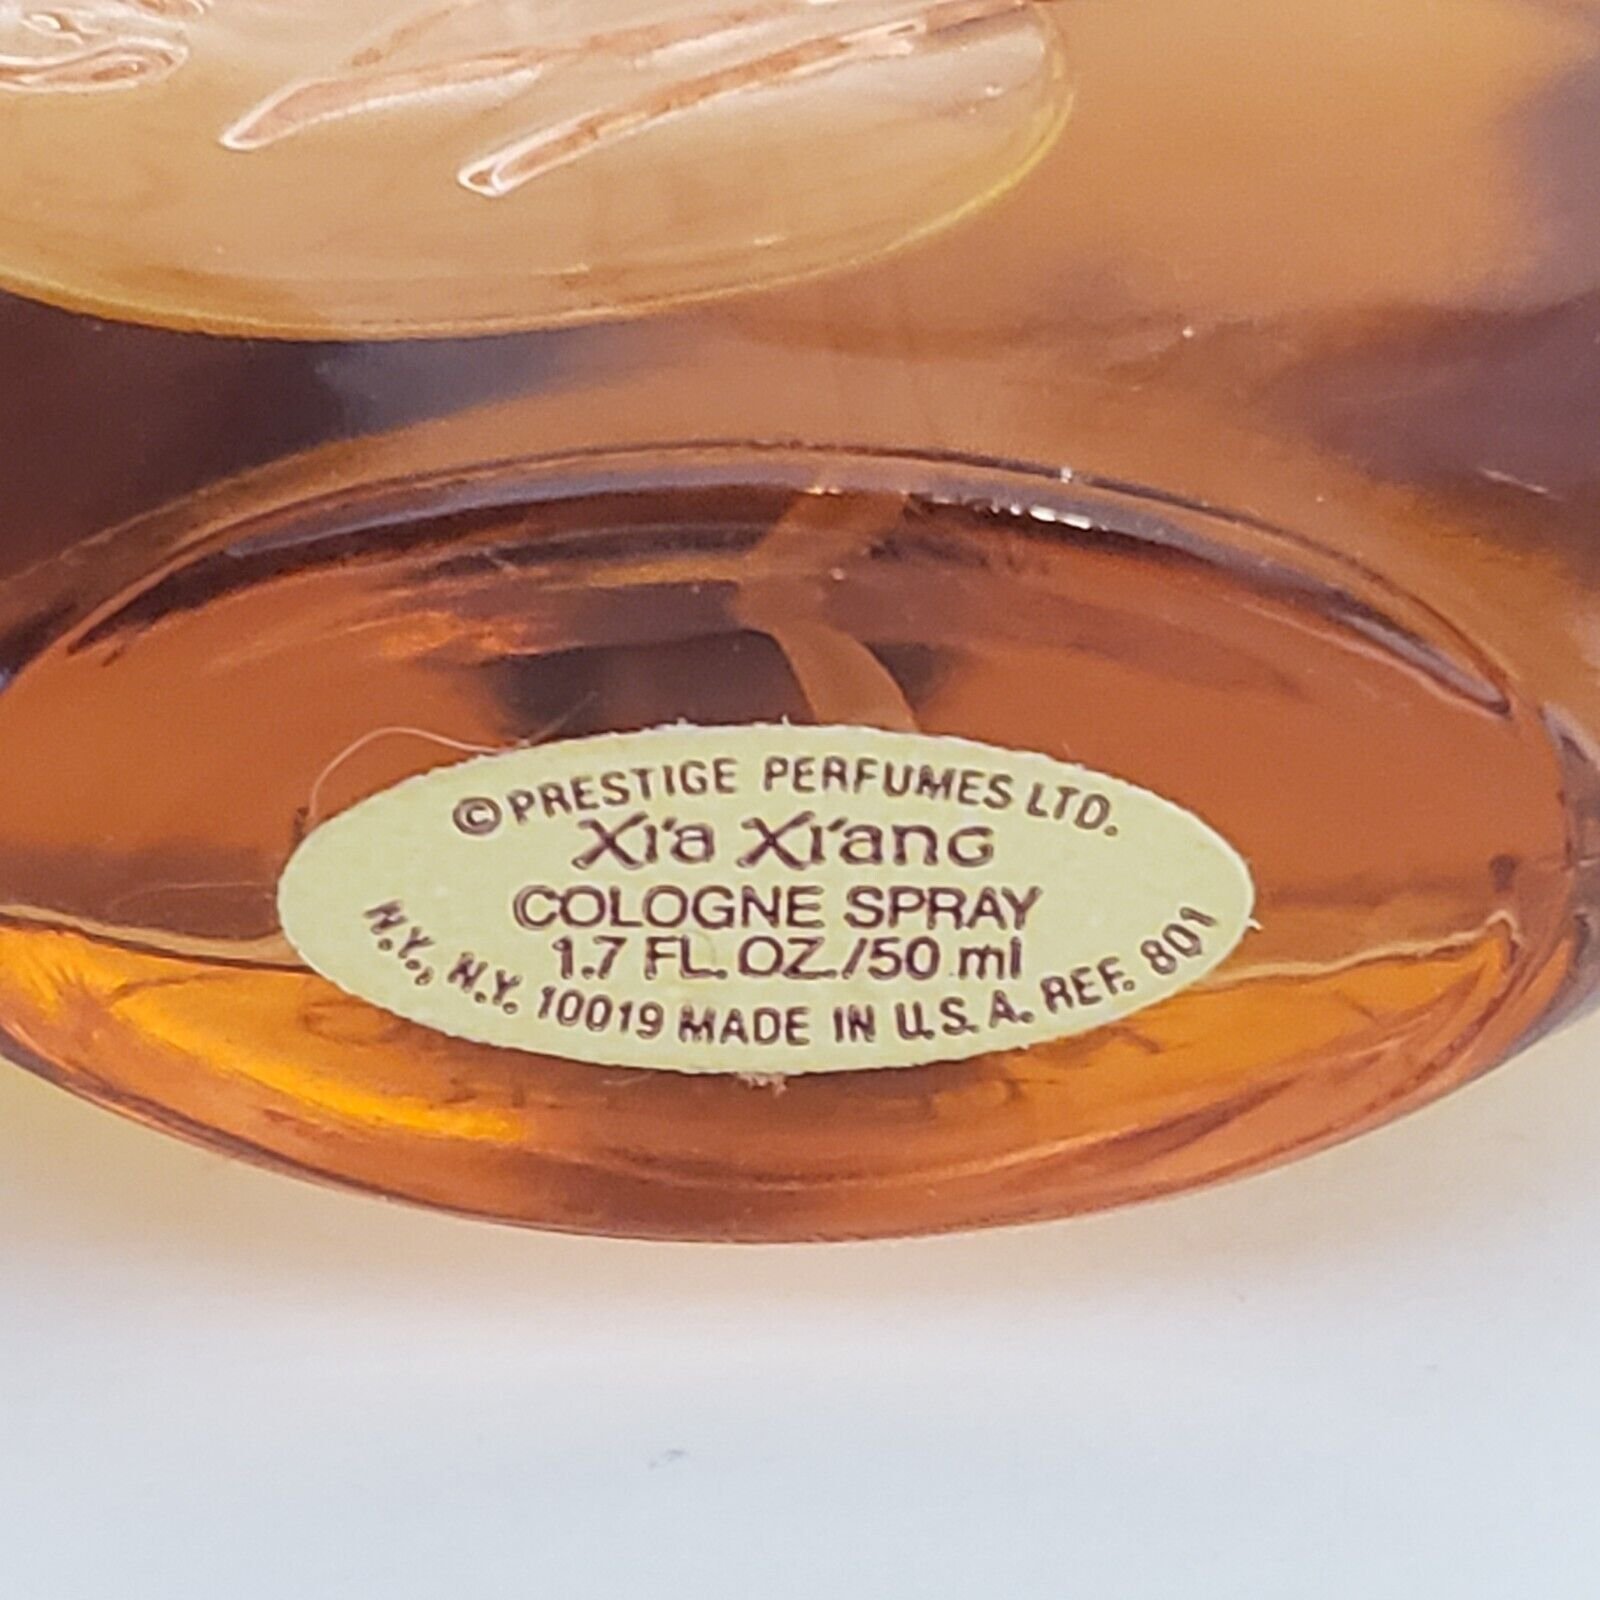 ©PRESTIGE PERFUMES LTD.
Xi'a Xi'ang
COLOGNE SPRAY
1.7 FL. OZ./50 ml
N.Y., N.Y. 10019 MADE IN U.S.A. REF. 801